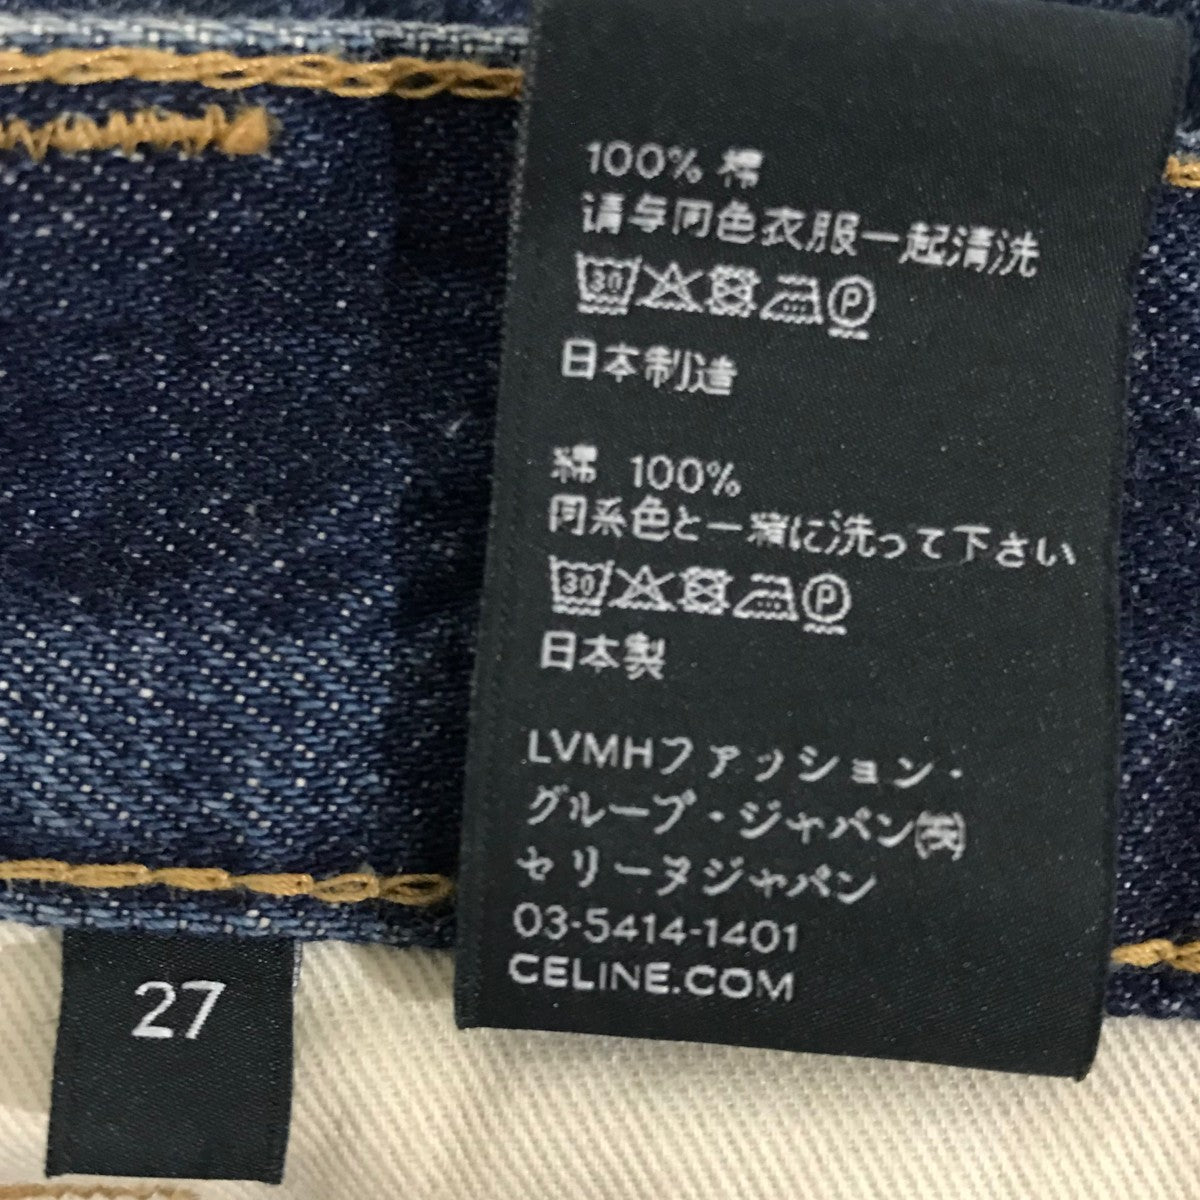 100% 棉
请与同色衣服一起清洗
30 P
日本制造
綿 100%
同系色と一緒に洗って下さい
30 P
日本製
LVMHファッション・
グループ・ジャパン㈱
セリーヌジャパン
03-5414-1401
CELINE.COM
27